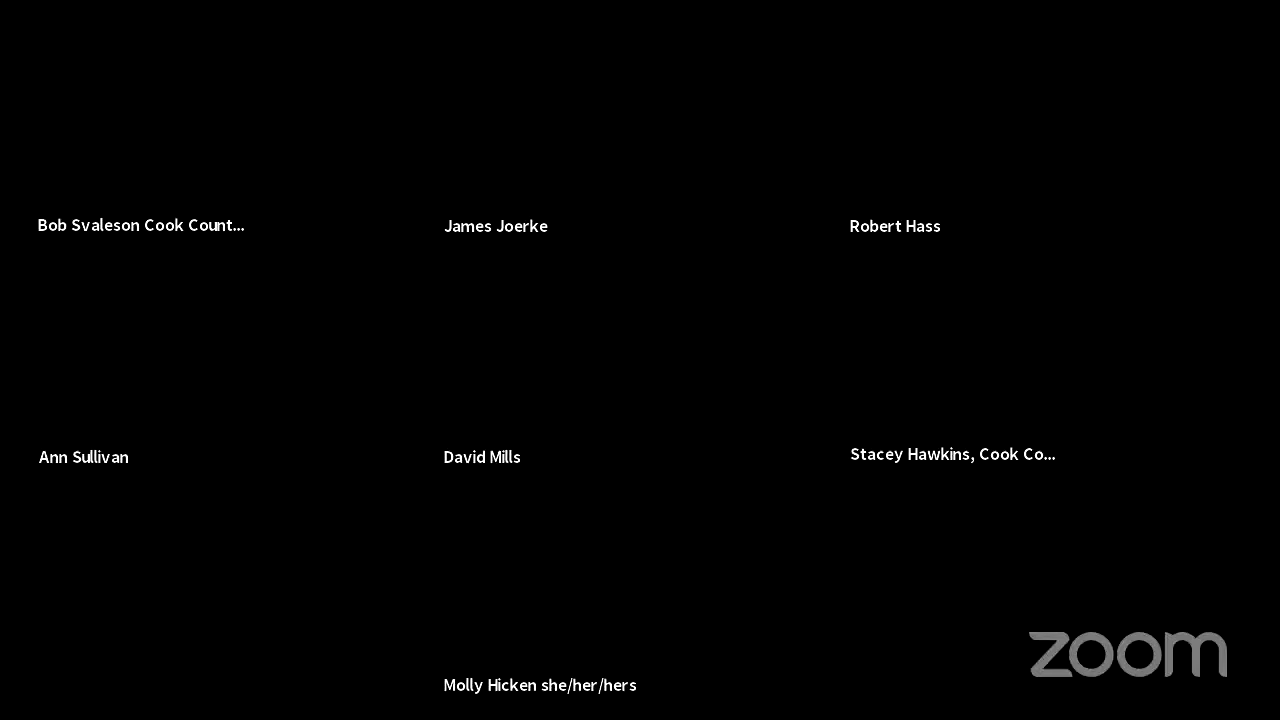 Bob Svaleson Cook Count...
James Joerke
Robert Hass
Ann Sullivan
David Mills
Stacey Hawkins, Cook Co...
Molly Hicken she/her/hers
zoom